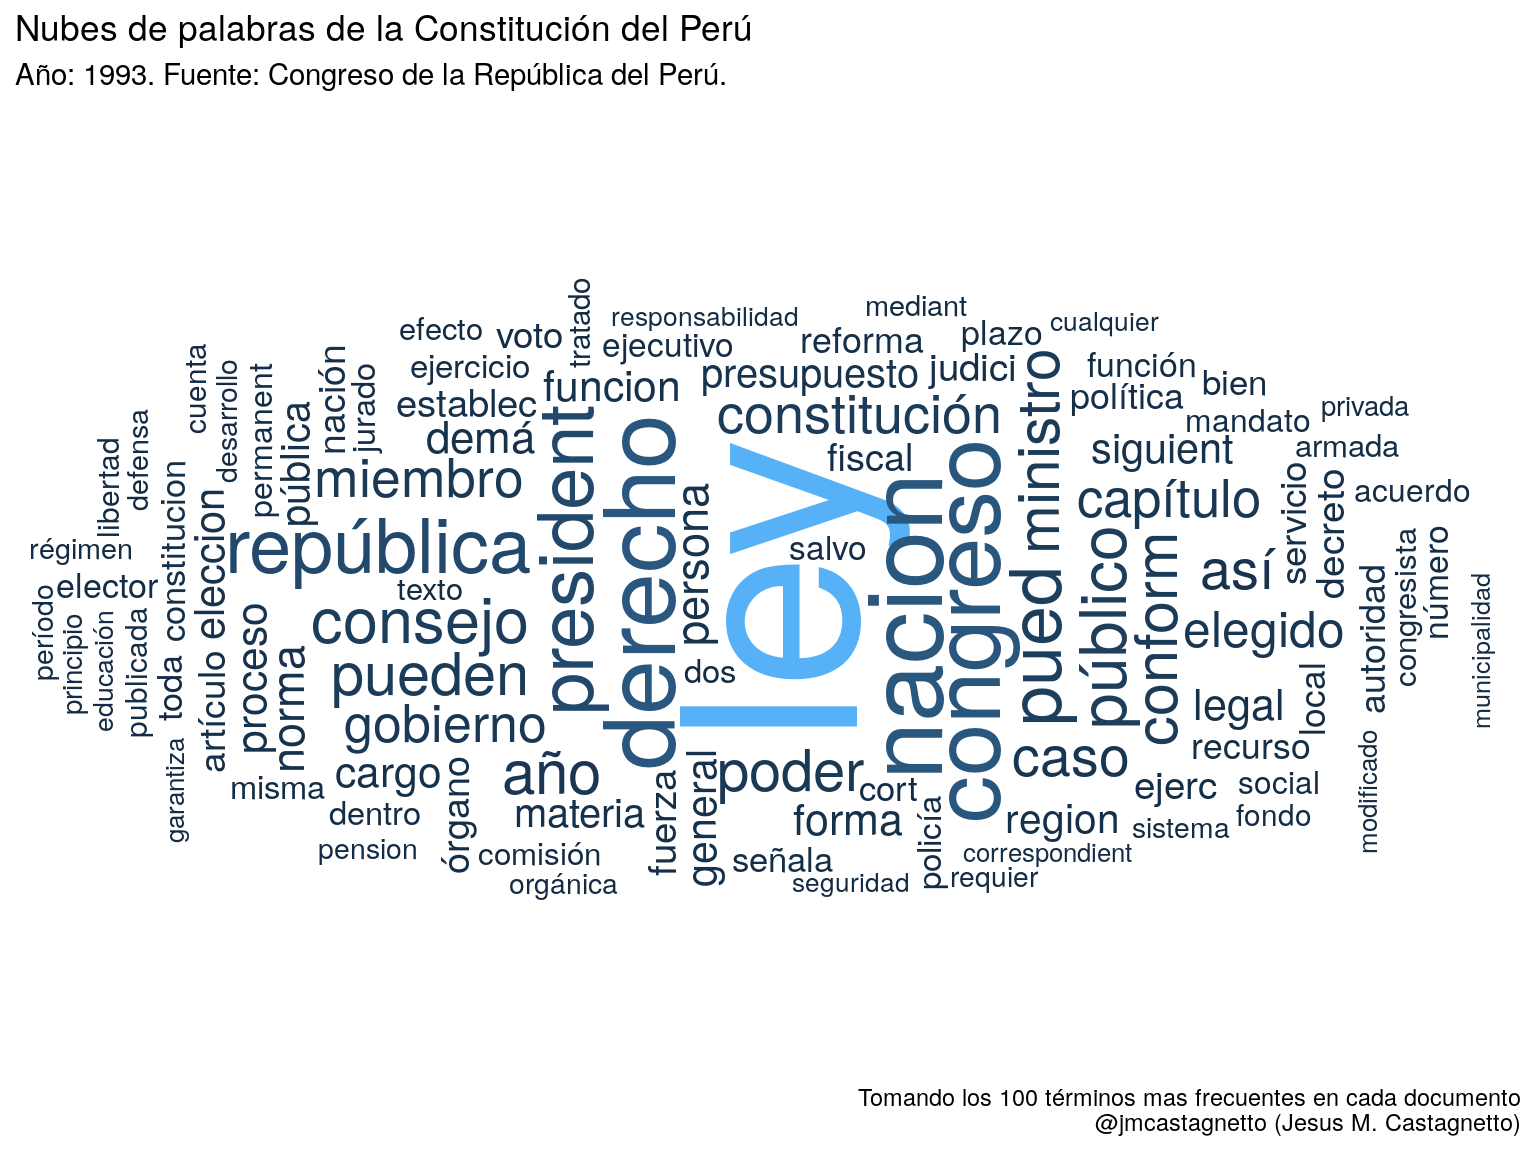 Nubes de palabras de la Constitución del Perú
Año: 1993. Fuente: Congreso de la República del Perú.
tratado
mediant
responsabilidad
cualquier
efecto
voto
ejecutivo
reforma
plazo
ejercicio
funcion
presupuesto
judici
función
bien
cuenta
desarrollo
permanent
pública
nación
jurado
establec
demá
constitución
ministro
política
mandato
privada
libertad
defensa
miembro
president
derecho
persona
fiscal
siguient
armada
capítulo
servicio
decreto
acuerdo
régimen
república
ley
salvo
nacion
congreso
pued
público
conform
así
número
congresista
elector
toda
constitucion
artículo
eleccion
texto
consejo
elegido
autoridad
municipalidad
período
principio
educación
publicada
proceso
norma
pueden
dos
legal
local
gobierno
recurso
garantiza
misma
cargo
órgano
año
fuerza
general
poder
cort
caso
ejerc
social
modificado
dentro
materia
forma
policía
region
sistema
fondo
pension
comisión
señala
correspondient
orgánica
seguridad
requier
Tomando los 100 términos mas frecuentes en cada documento
@jmcastagnetto (Jesus M. Castagnetto)